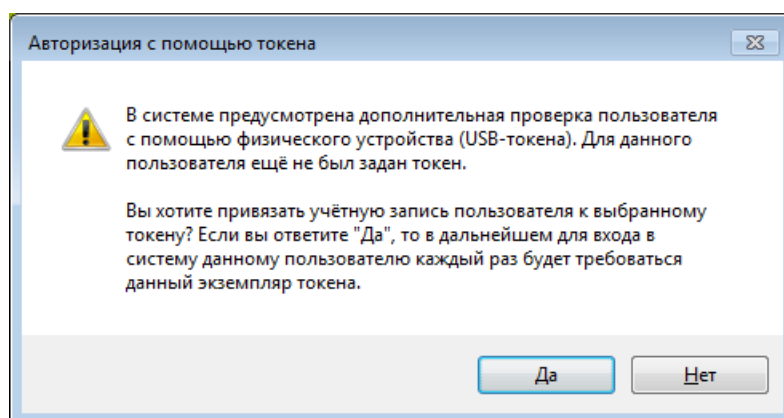 Авторизация с помощью токена
В системе предусмотрена дополнительная проверка пользователя
с помощью физического устройства (USB-токена). Для данного
пользователя ещё не был задан токен.
Вы хотите привязать учётную запись пользователя к выбранному
токену? Если вы ответите "Да", то в дальнейшем для входа в
систему данному пользователю каждый раз будет требоваться
данный экземпляр токена.
Да
Нет